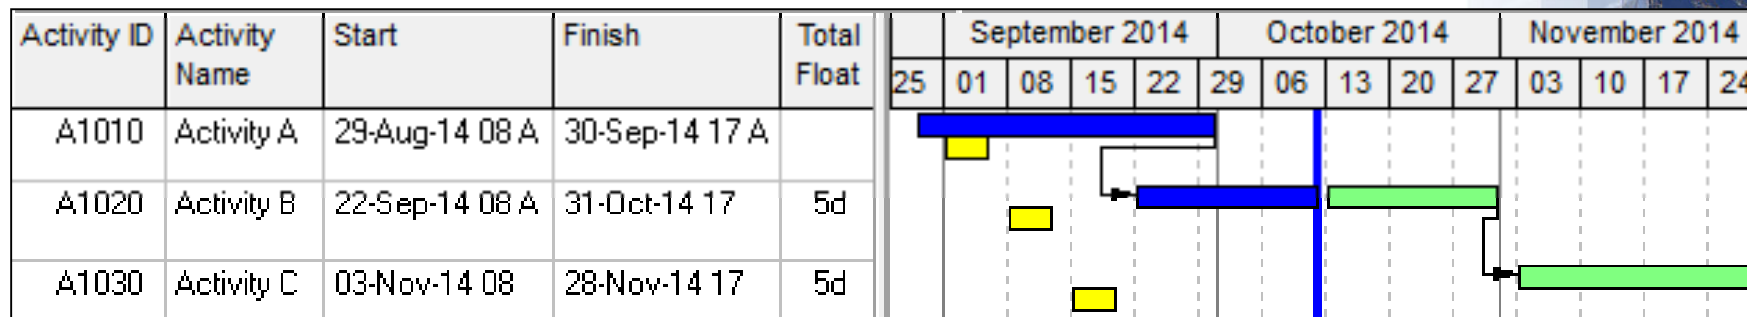 Activity ID Activity Name Start Finish Total Float September 2014 October 2014 November 2014
25 01 08 15 22 29 06 13 20 27 03 10 17 24
A1010 Activity A 29-Aug-14 08 A 30-Sep-14 17 A
A1020 Activity B 22-Sep-14 08 A 31-Oct-14 17 5d
A1030 Activity C 03-Nov-14 08 28-Nov-14 17 5d